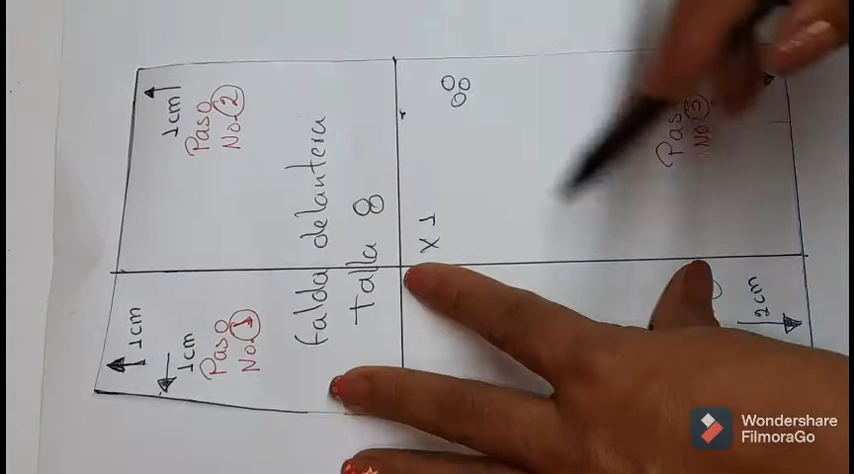 1cm
Paso
No. 2
falda delantera
talla 8
X1
Paso
No 3
1cm
1cm
Paso
No. 1
2cm
Wondershare
FilmoraGo